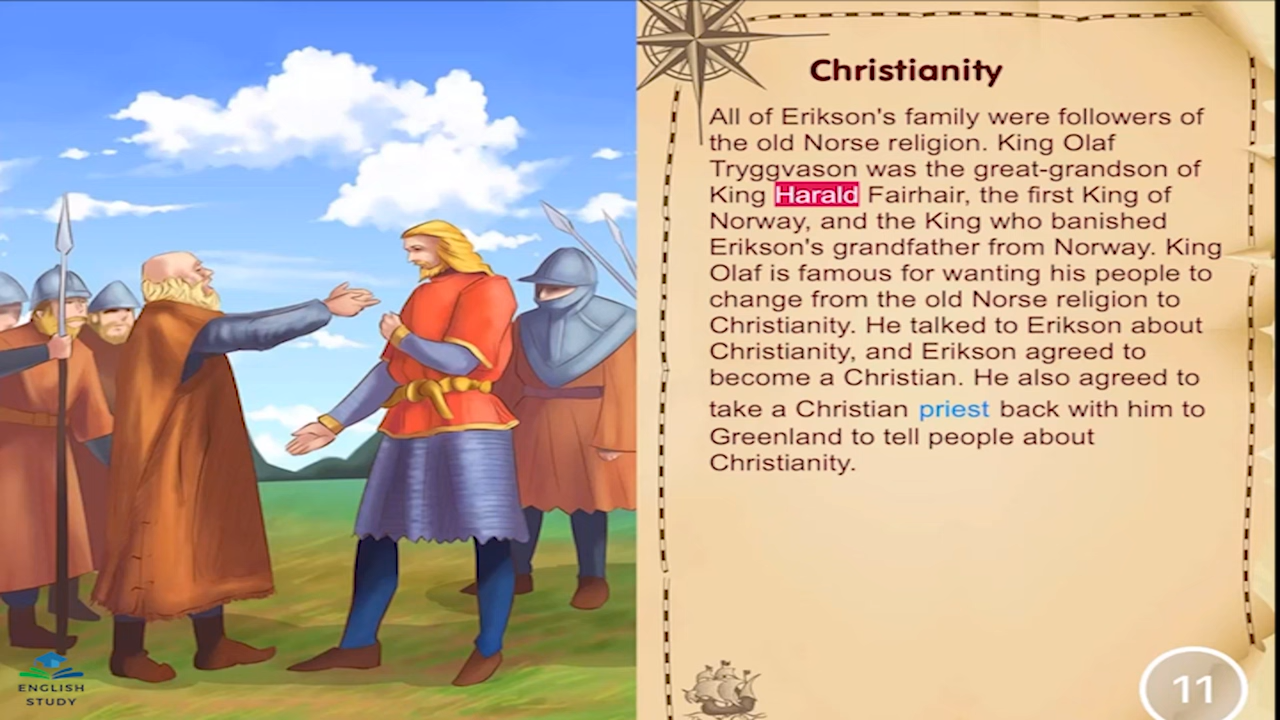 Christianity
All of Erikson's family were followers of
the old Norse religion. King Olaf
Tryggvason was the great-grandson of
King Harald Fairhair, the first King of
Norway, and the King who banished
Erikson's grandfather from Norway. King
Olaf is famous for wanting his people to
change from the old Norse religion to
Christianity. He talked to Erikson about
Christianity, and Erikson agreed to
become a Christian. He also agreed to
take a Christian priest back with him to
Greenland to tell people about
Christianity.
11
ENGLISH
STUDY